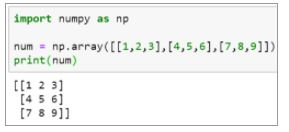 import numpy as np
num = np.array([[1,2,3],[4,5,6],[7,8,9]])
print(num)
[[1 2 3]
[4 5 6]
[7 8 9]]